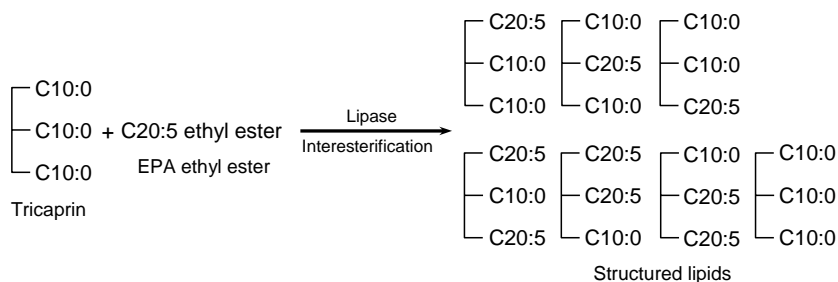 C10:0
C10:0 + C20:5 ethyl ester
C10:0 EPA ethyl ester
Tricaprin
Lipase
Interesterification
C20:5 C10:0 C10:0
C10:0 C20:5 C10:0
C10:0 C10:0 C20:5
C20:5 C20:5 C10:0 C10:0
C10:0 C20:5 C20:5 C10:0
C20:5 C10:0 C20:5 C10:0
Structured lipids